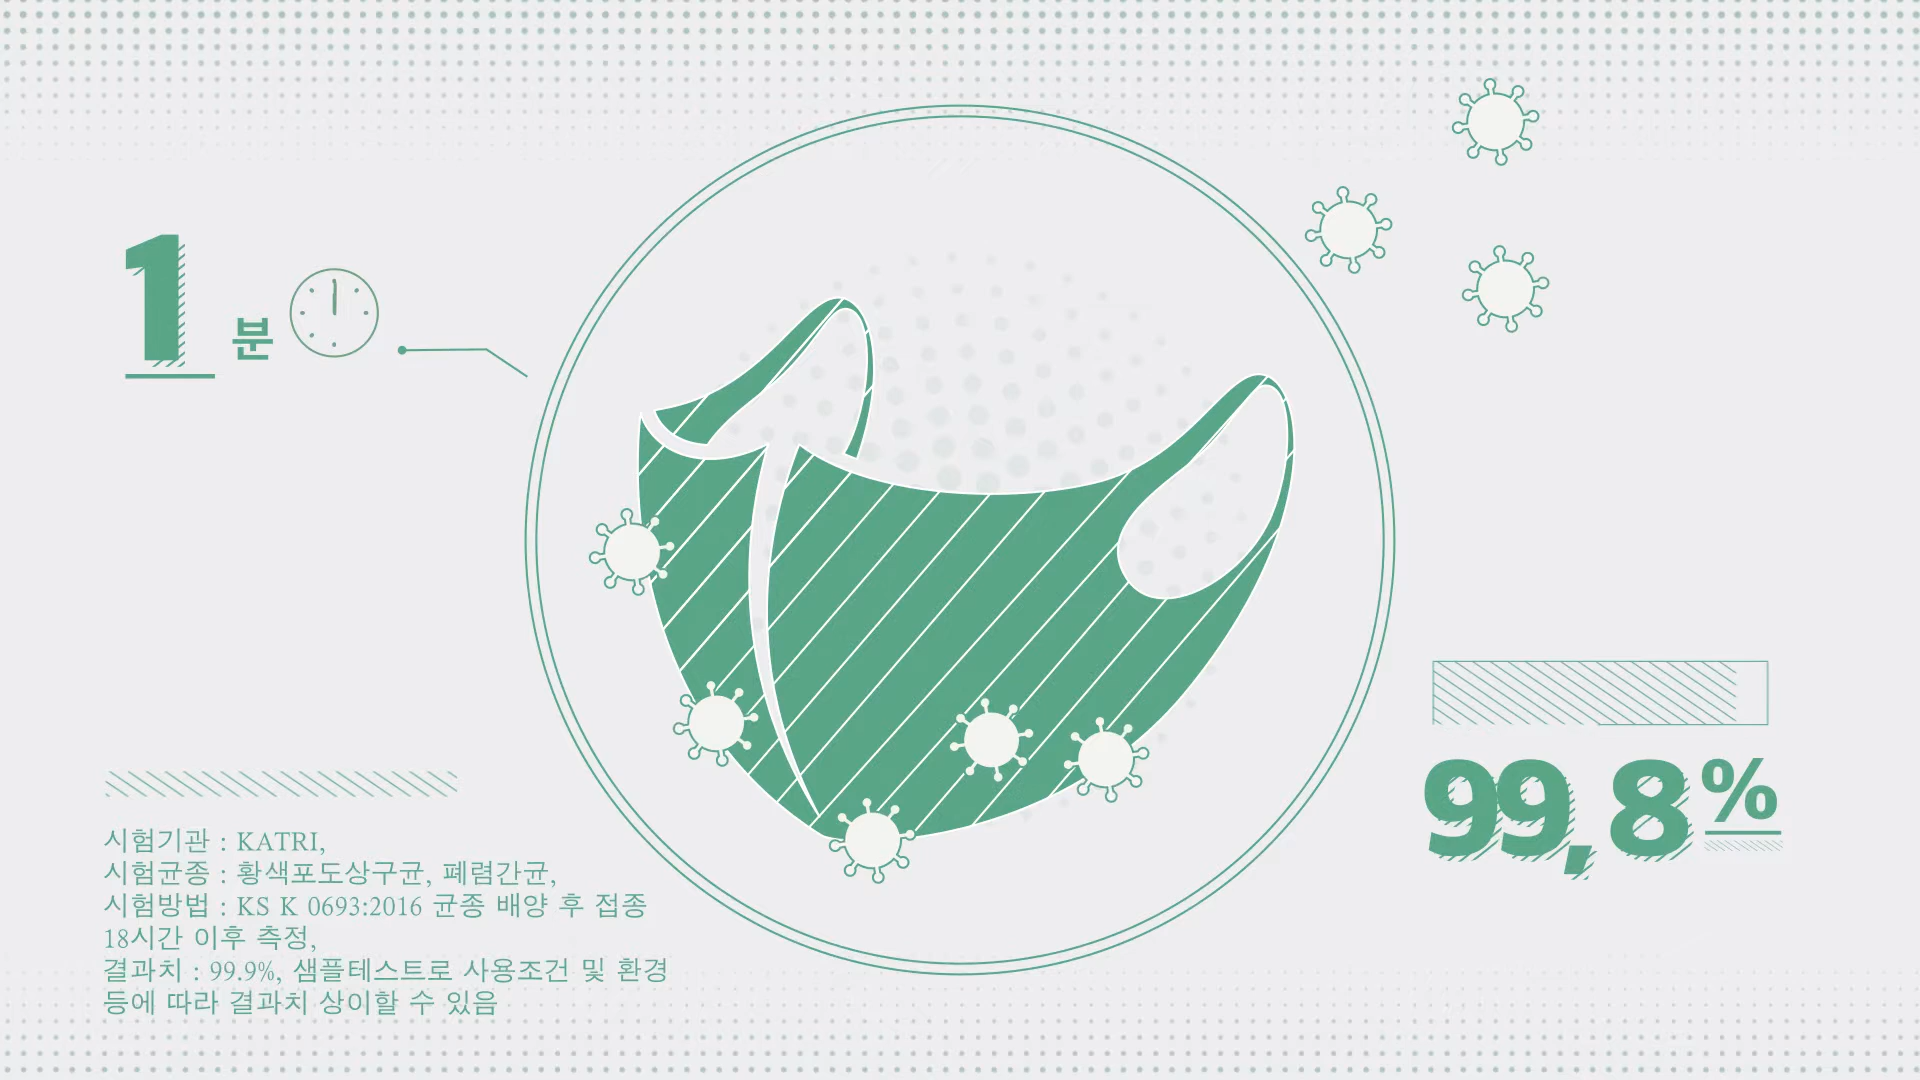 1 분
99,8%
시험기관 : KATRI,
시험균종 : 황색포도상구균, 폐렴간균,
시험방법 : KS K 0693:2016 균종 배양 후 접종
18시간 이후 측정,
결과치 : 99.9%, 샘플테스트로 사용조건 및 환경
등에 따라 결과치 상이할 수 있음